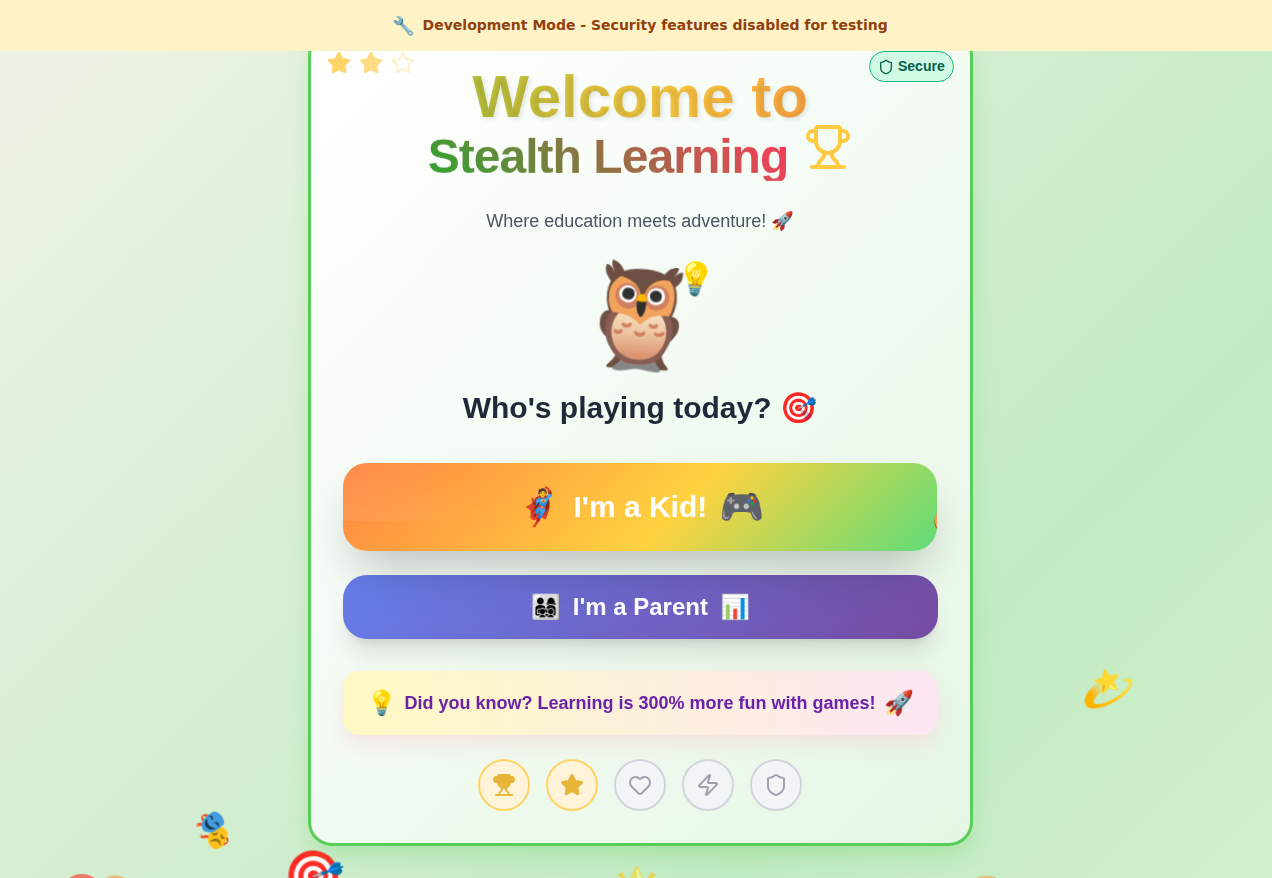 Development Mode - Security features disabled for testing
Secure
Welcome to
Stealth Learning
Where education meets adventure!
Who's playing today?
I'm a Kid!
I'm a Parent
Did you know? Learning is 300% more fun with games!